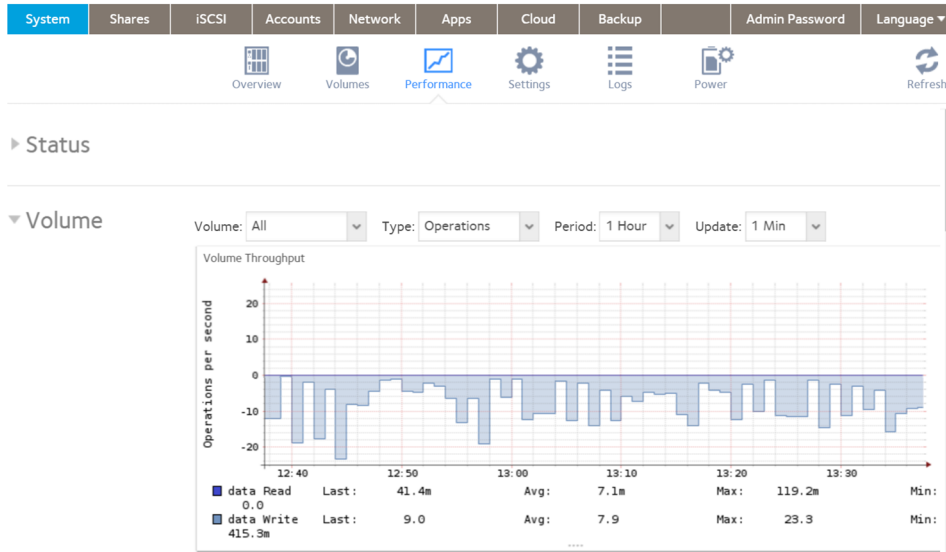 System Shares iSCSI Accounts Network Apps Cloud Backup Admin Password Language
Overview Volumes Performance Settings Logs Power Refresh
Status
Volume
Volume: All Type: Operations Period: 1 Hour Update: 1 Min
Volume Throughput
Operations per second
20
10
0
-10
-20
12:40 12:50 13:00 13:10 13:20 13:30
data Read Last: 41.4m Avg: 7.1m Max: 119.2m Min:
0.0
data Write Last: 9.0 Avg: 7.9 Max: 23.3 Min:
415.3m